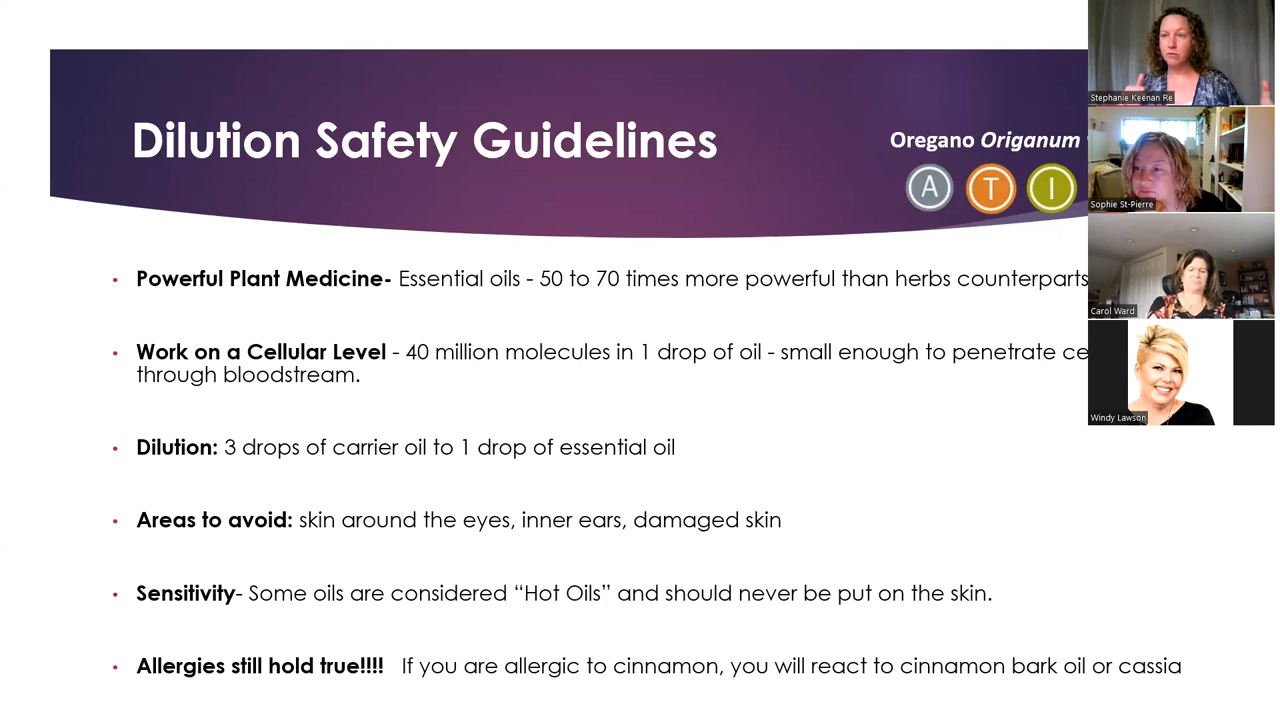 Dilution Safety Guidelines
Oregano Origanum
A T I
• Powerful Plant Medicine- Essential oils - 50 to 70 times more powerful than herbs counterparts
• Work on a Cellular Level - 40 million molecules in 1 drop of oil - small enough to penetrate
through bloodstream.
• Dilution: 3 drops of carrier oil to 1 drop of essential oil
• Areas to avoid: skin around the eyes, inner ears, damaged skin
• Sensitivity- Some oils are considered “Hot Oils” and should never be put on the skin.
• Allergies still hold true!!!! If you are allergic to cinnamon, you will react to cinnamon bark oil or cassia
Stephanie Keenan Re
Sophie St-Pierre
Carol Ward
Windy Lawson